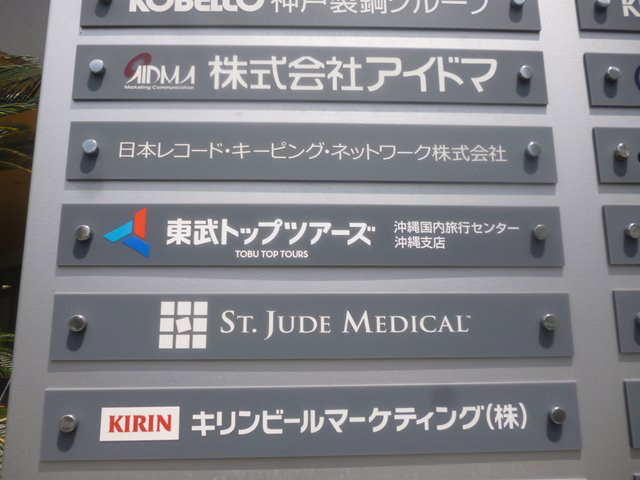 KOBELCO 神戸製鋼グループ
AIDMA Marketing Communication 株式会社アイドマ
日本レコード・キーピング・ネットワーク株式会社
東武トップツアーズ 沖縄国内旅行センター
TOBU TOP TOURS 沖縄支店
ST. JUDE MEDICAL™
KIRIN キリンビールマーケティング(株)